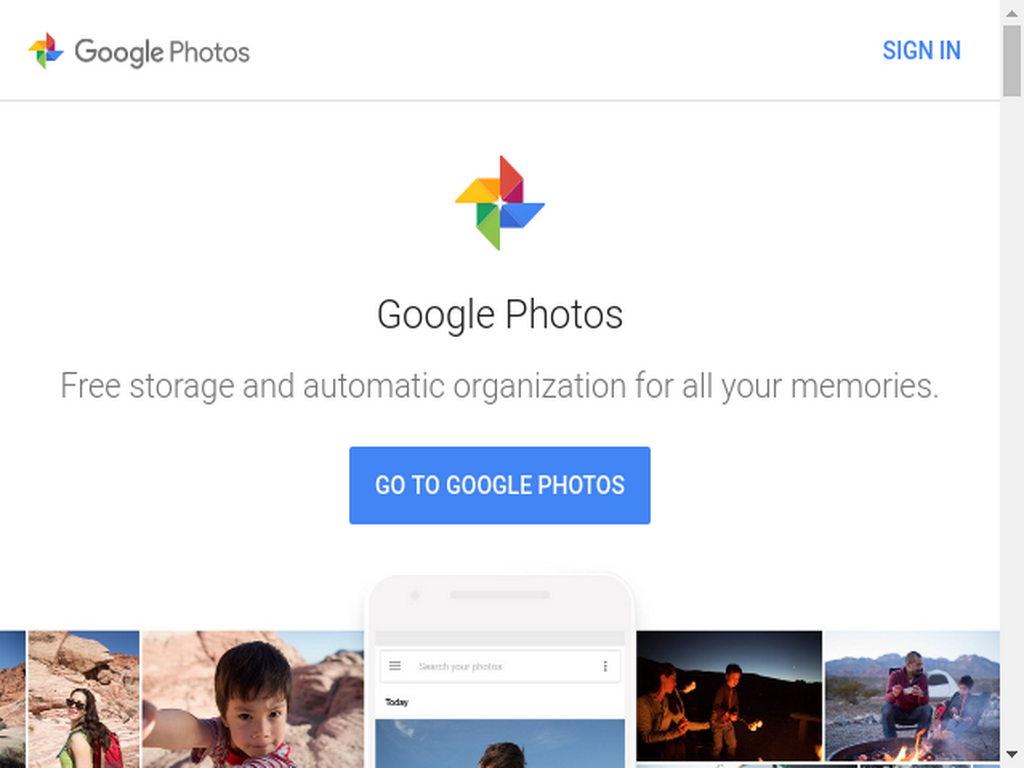 Google Photos
SIGN IN
Google Photos
Free storage and automatic organization for all your memories.
GO TO GOOGLE PHOTOS
Search your photos
Today